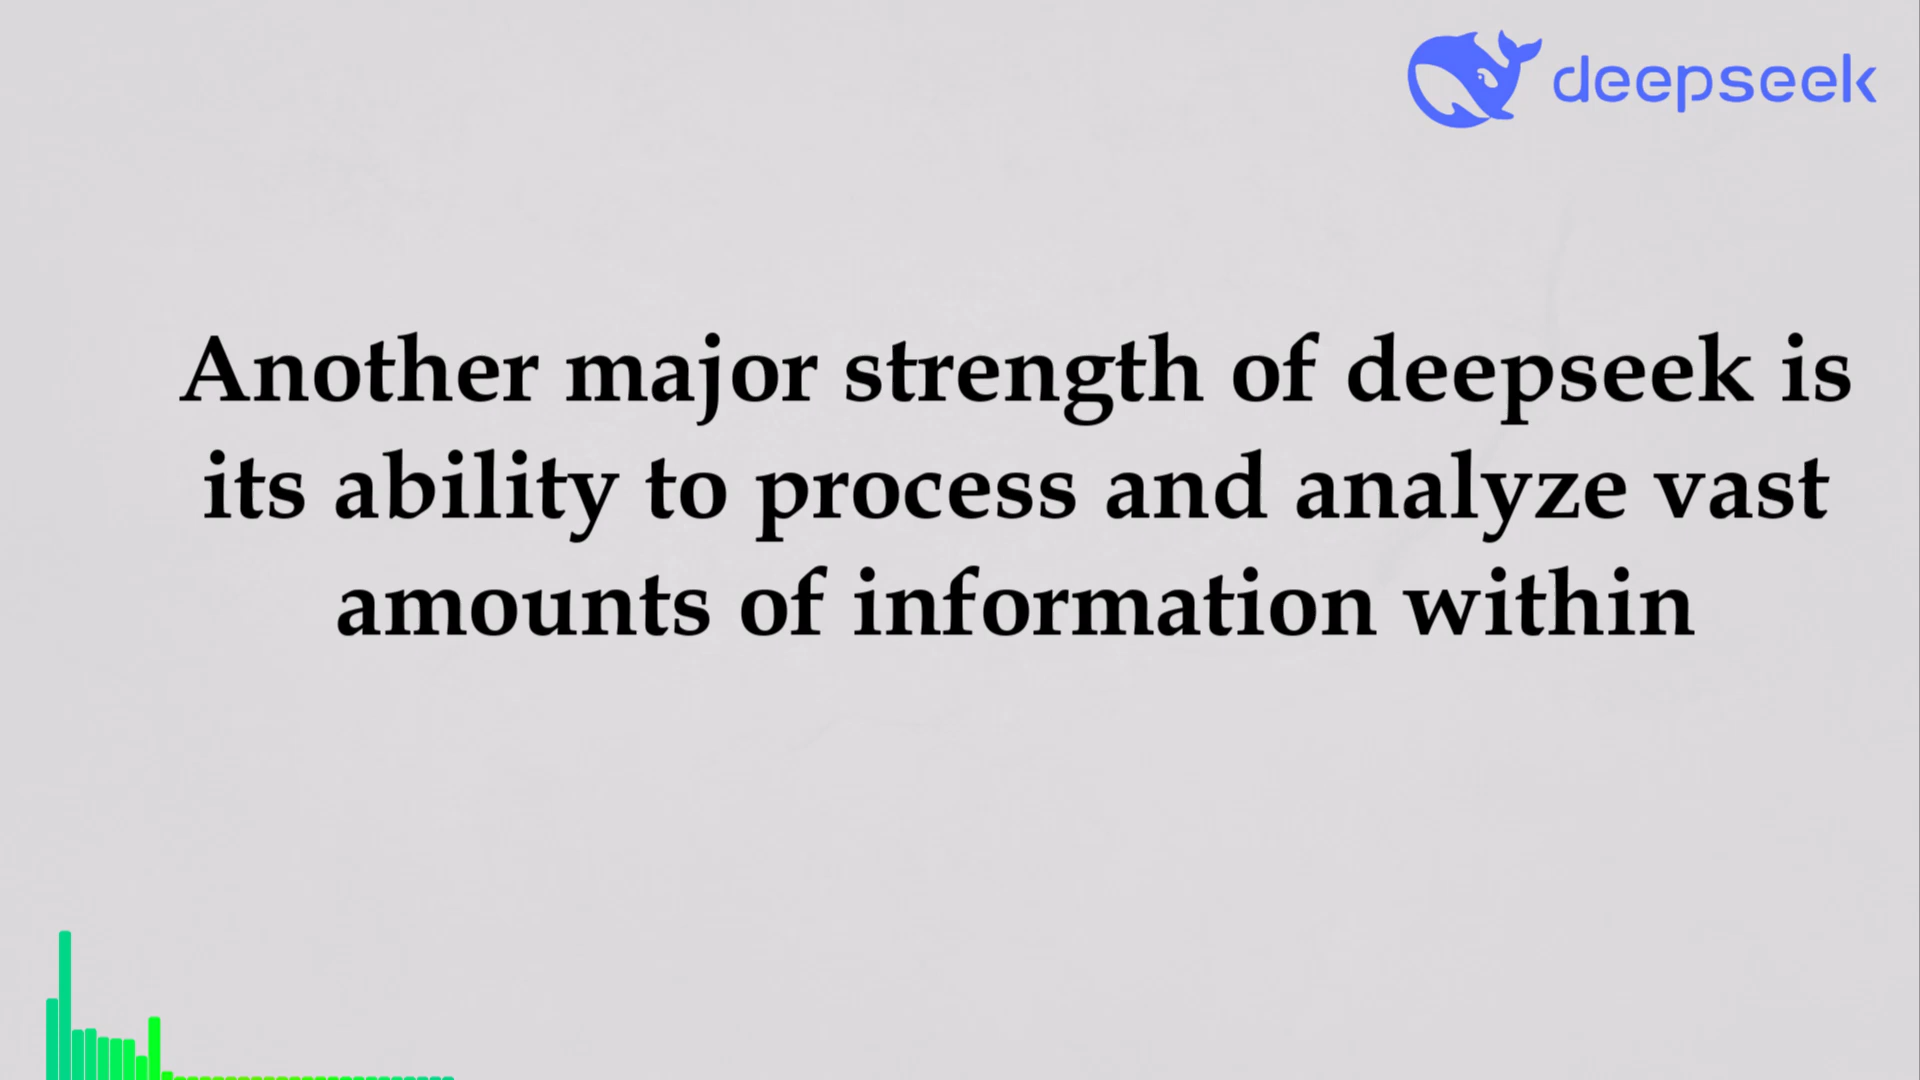 deepseek
Another major strength of deepseek is
its ability to process and analyze vast
amounts of information within